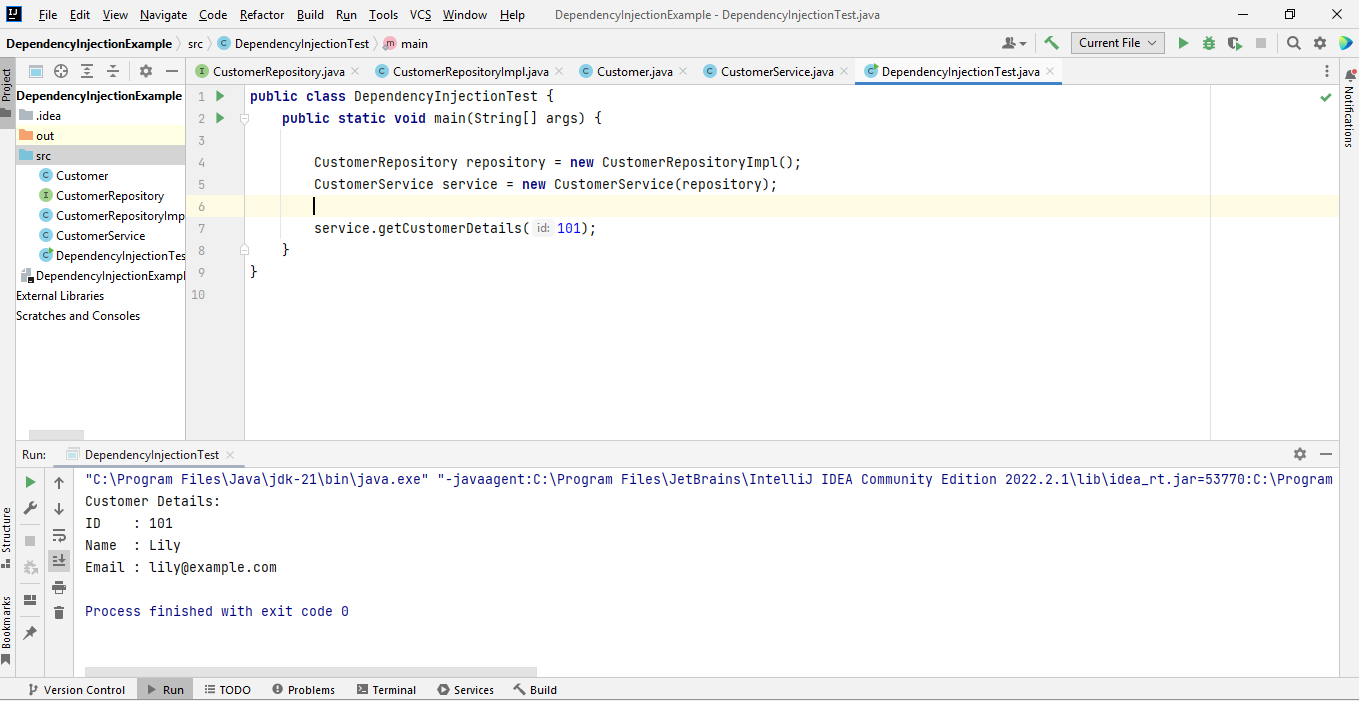 File Edit View Navigate Code Refactor Build Run Tools VCS Window Help DependencyInjectionExample - DependencyInjectionTest.java
DependencyInjectionExample src DependencyInjectionTest main Current File
CustomerRepository.java CustomerRepositoryImpl.java Customer.java CustomerService.java DependencyInjectionTest.java
Project
DependencyInjectionExample
.idea
out
src
Customer
CustomerRepository
CustomerRepositoryImp
CustomerService
DependencyInjectionTes
DependencyInjectionExampl
External Libraries
Scratches and Consoles
1 public class DependencyInjectionTest {
2 public static void main(String[] args) {
3
4 CustomerRepository repository = new CustomerRepositoryImpl();
5 CustomerService service = new CustomerService(repository);
6
7 service.getCustomerDetails( id: 101);
8 }
9 }
10
Notifications
Run: DependencyInjectionTest
"C:\Program Files\Java\jdk-21\bin\java.exe" "-javaagent:C:\Program Files\JetBrains\IntelliJ IDEA Community Edition 2022.2.1\lib\idea_rt.jar=53770:C:\Program
Customer Details:
ID    : 101
Name  : Lily
Email : lily@example.com
Process finished with exit code 0
Structure
Bookmarks
Version Control Run TODO Problems Terminal Services Build